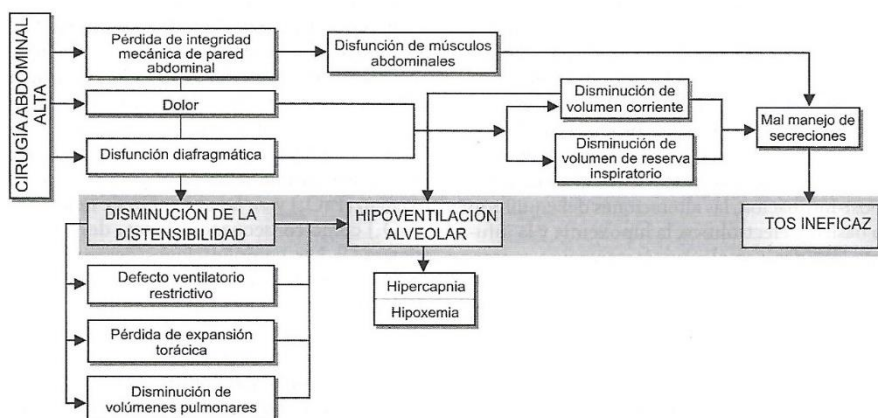 CIRUGÍA ABDOMINAL
ALTA
Pérdida de integridad
mecánica de pared
abdominal
Disfunción de músculos
abdominales
Dolor
Disfunción diafragmática
Disminución de
volumen corriente
Disminución de
volumen de reserva
inspiratorio
Mal manejo de
secreciones
DISMINUCIÓN DE LA
DISTENSIBILIDAD
HIPOVENTILACIÓN
ALVEOLAR
TOS INEFICAZ
Defecto ventilatorio
restrictivo
Pérdida de expansión
torácica
Disminución de
volúmenes pulmonares
Hipercapnia
Hipoxemia